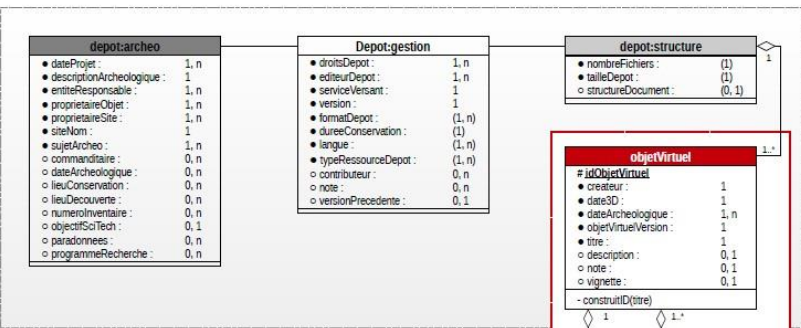 depot:archeo
● dateProjet : 1, n
● descriptionArcheologique : 1
● entiteResponsable : 1, n
● proprietaireObjet : 1, n
● proprietaireSite : 1, n
● siteNom : 1
● sujetArcheo : 1, n
○ commanditaire : 0, n
○ dateArcheologique : 0, n
○ lieuConservation : 0, n
○ lieuDecouverte : 0, n
○ numeroInventaire : 0, n
○ objectifSciTech : 0, 1
○ paradonnees : 0, n
○ programmeRecherche : 0, n
Depot:gestion
● droitsDepot : 1, n
● editeurDepot : 1, n
● serviceVersant : 1
● version : 1
● formatDepot : (1, n)
● dureeConservation : (1)
● langue : (1, n)
● typeRessourceDepot : (1, n)
○ contributeur : 0, n
○ note : 0, n
○ versionPrecedente : 0, 1
depot:structure
● nombreFichiers : (1)
● tailleDepot : (1)
○ structureDocument : (0, 1)
1
1..*
objetVirtuel
# idObjetVirtuel
● createur : 1
● date3D : 1
● dateArcheologique : 1, n
● objetVirtuelVersion : 1
● titre : 1
○ description : 0, 1
○ note : 0, 1
○ vignette : 0, 1
- construitID(titre)
1 1..*